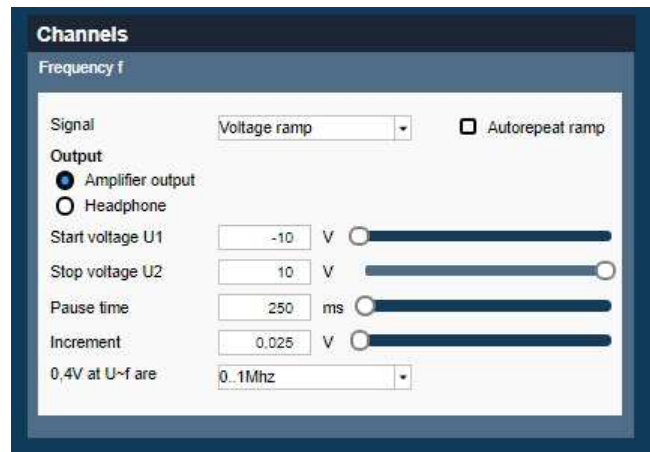 Channels
Frequency f
Signal Voltage ramp Autorepeat ramp
Output
Amplifier output
Headphone
Start voltage U1 -10 V
Stop voltage U2 10 V
Pause time 250 ms
Increment 0,025 V
0,4V at U~f are 0..1Mhz